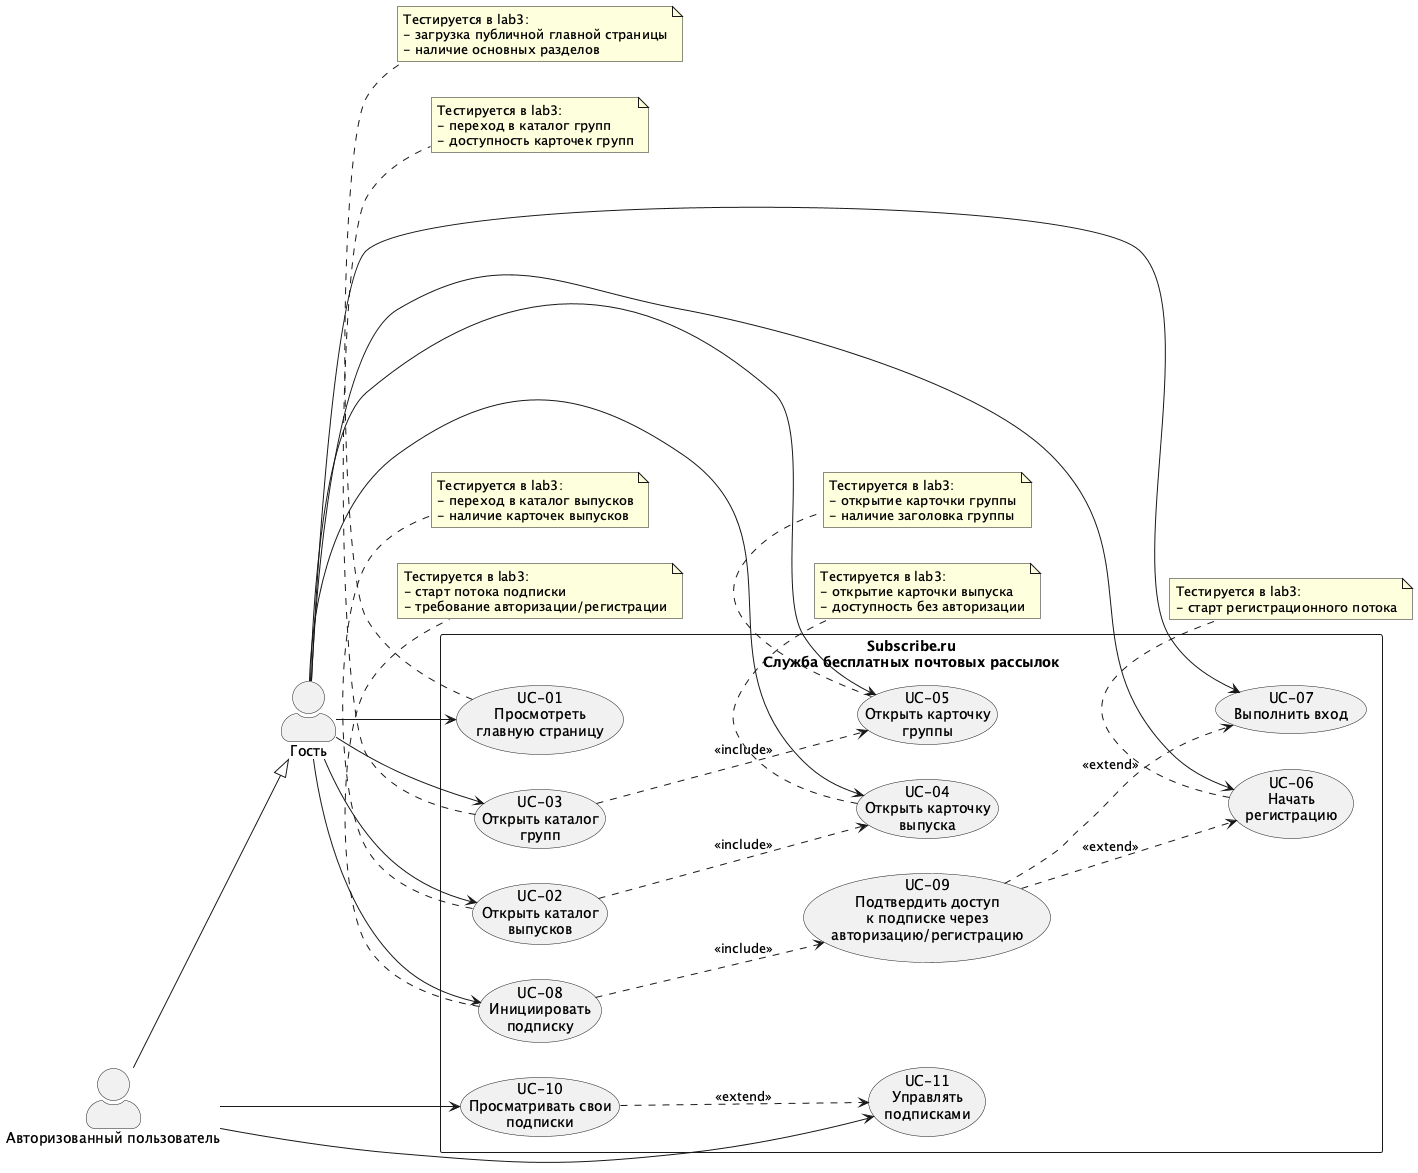 Тестируется в lab3:
- загрузка публичной главной страницы
- наличие основных разделов
Тестируется в lab3:
- переход в каталог групп
- доступность карточек групп
Тестируется в lab3:
- переход в каталог выпусков
- наличие карточек выпусков
Тестируется в lab3:
- открытие карточки группы
- наличие заголовка группы
Тестируется в lab3:
- старт потока подписки
- требование авторизации/регистрации
Тестируется в lab3:
- открытие карточки выпуска
- доступность без авторизации
Тестируется в lab3:
- старт регистрационного потока
Subscribe.ru
Служба бесплатных почтовых рассылок
UC-01
Просмотреть
главную страницу
UC-05
Открыть карточку
группы
UC-07
Выполнить вход
Гость
«include»
«extend»
UC-03
Открыть каталог
групп
UC-04
Открыть карточку
выпуска
UC-06
Начать
регистрацию
«include»
«extend»
UC-02
Открыть каталог
выпусков
UC-09
Подтвердить доступ
к подписке через
авторизацию/регистрацию
«include»
UC-08
Инициировать
подписку
UC-10
Просматривать свои
подписки
«extend»
UC-11
Управлять
подписками
Авторизованный пользователь